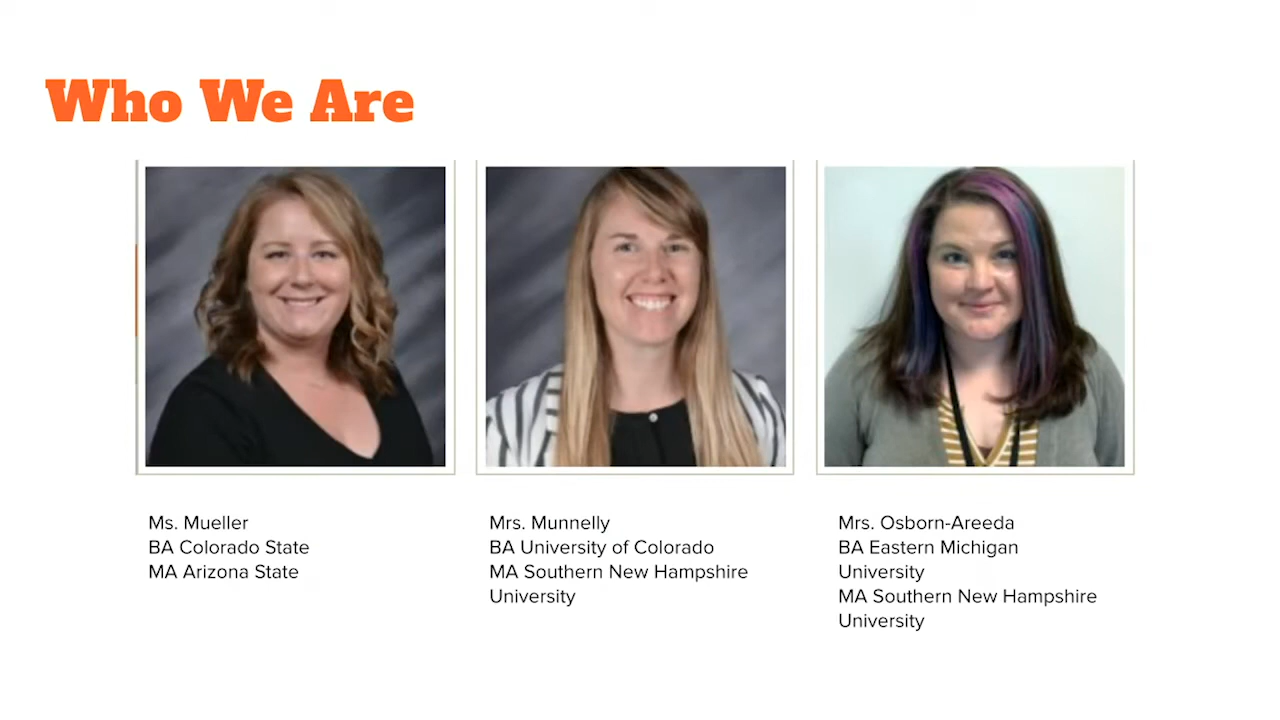 Who We Are
Ms. Mueller
BA Colorado State
MA Arizona State
Mrs. Munnelly
BA University of Colorado
MA Southern New Hampshire
University
Mrs. Osborn-Areeda
BA Eastern Michigan
University
MA Southern New Hampshire
University